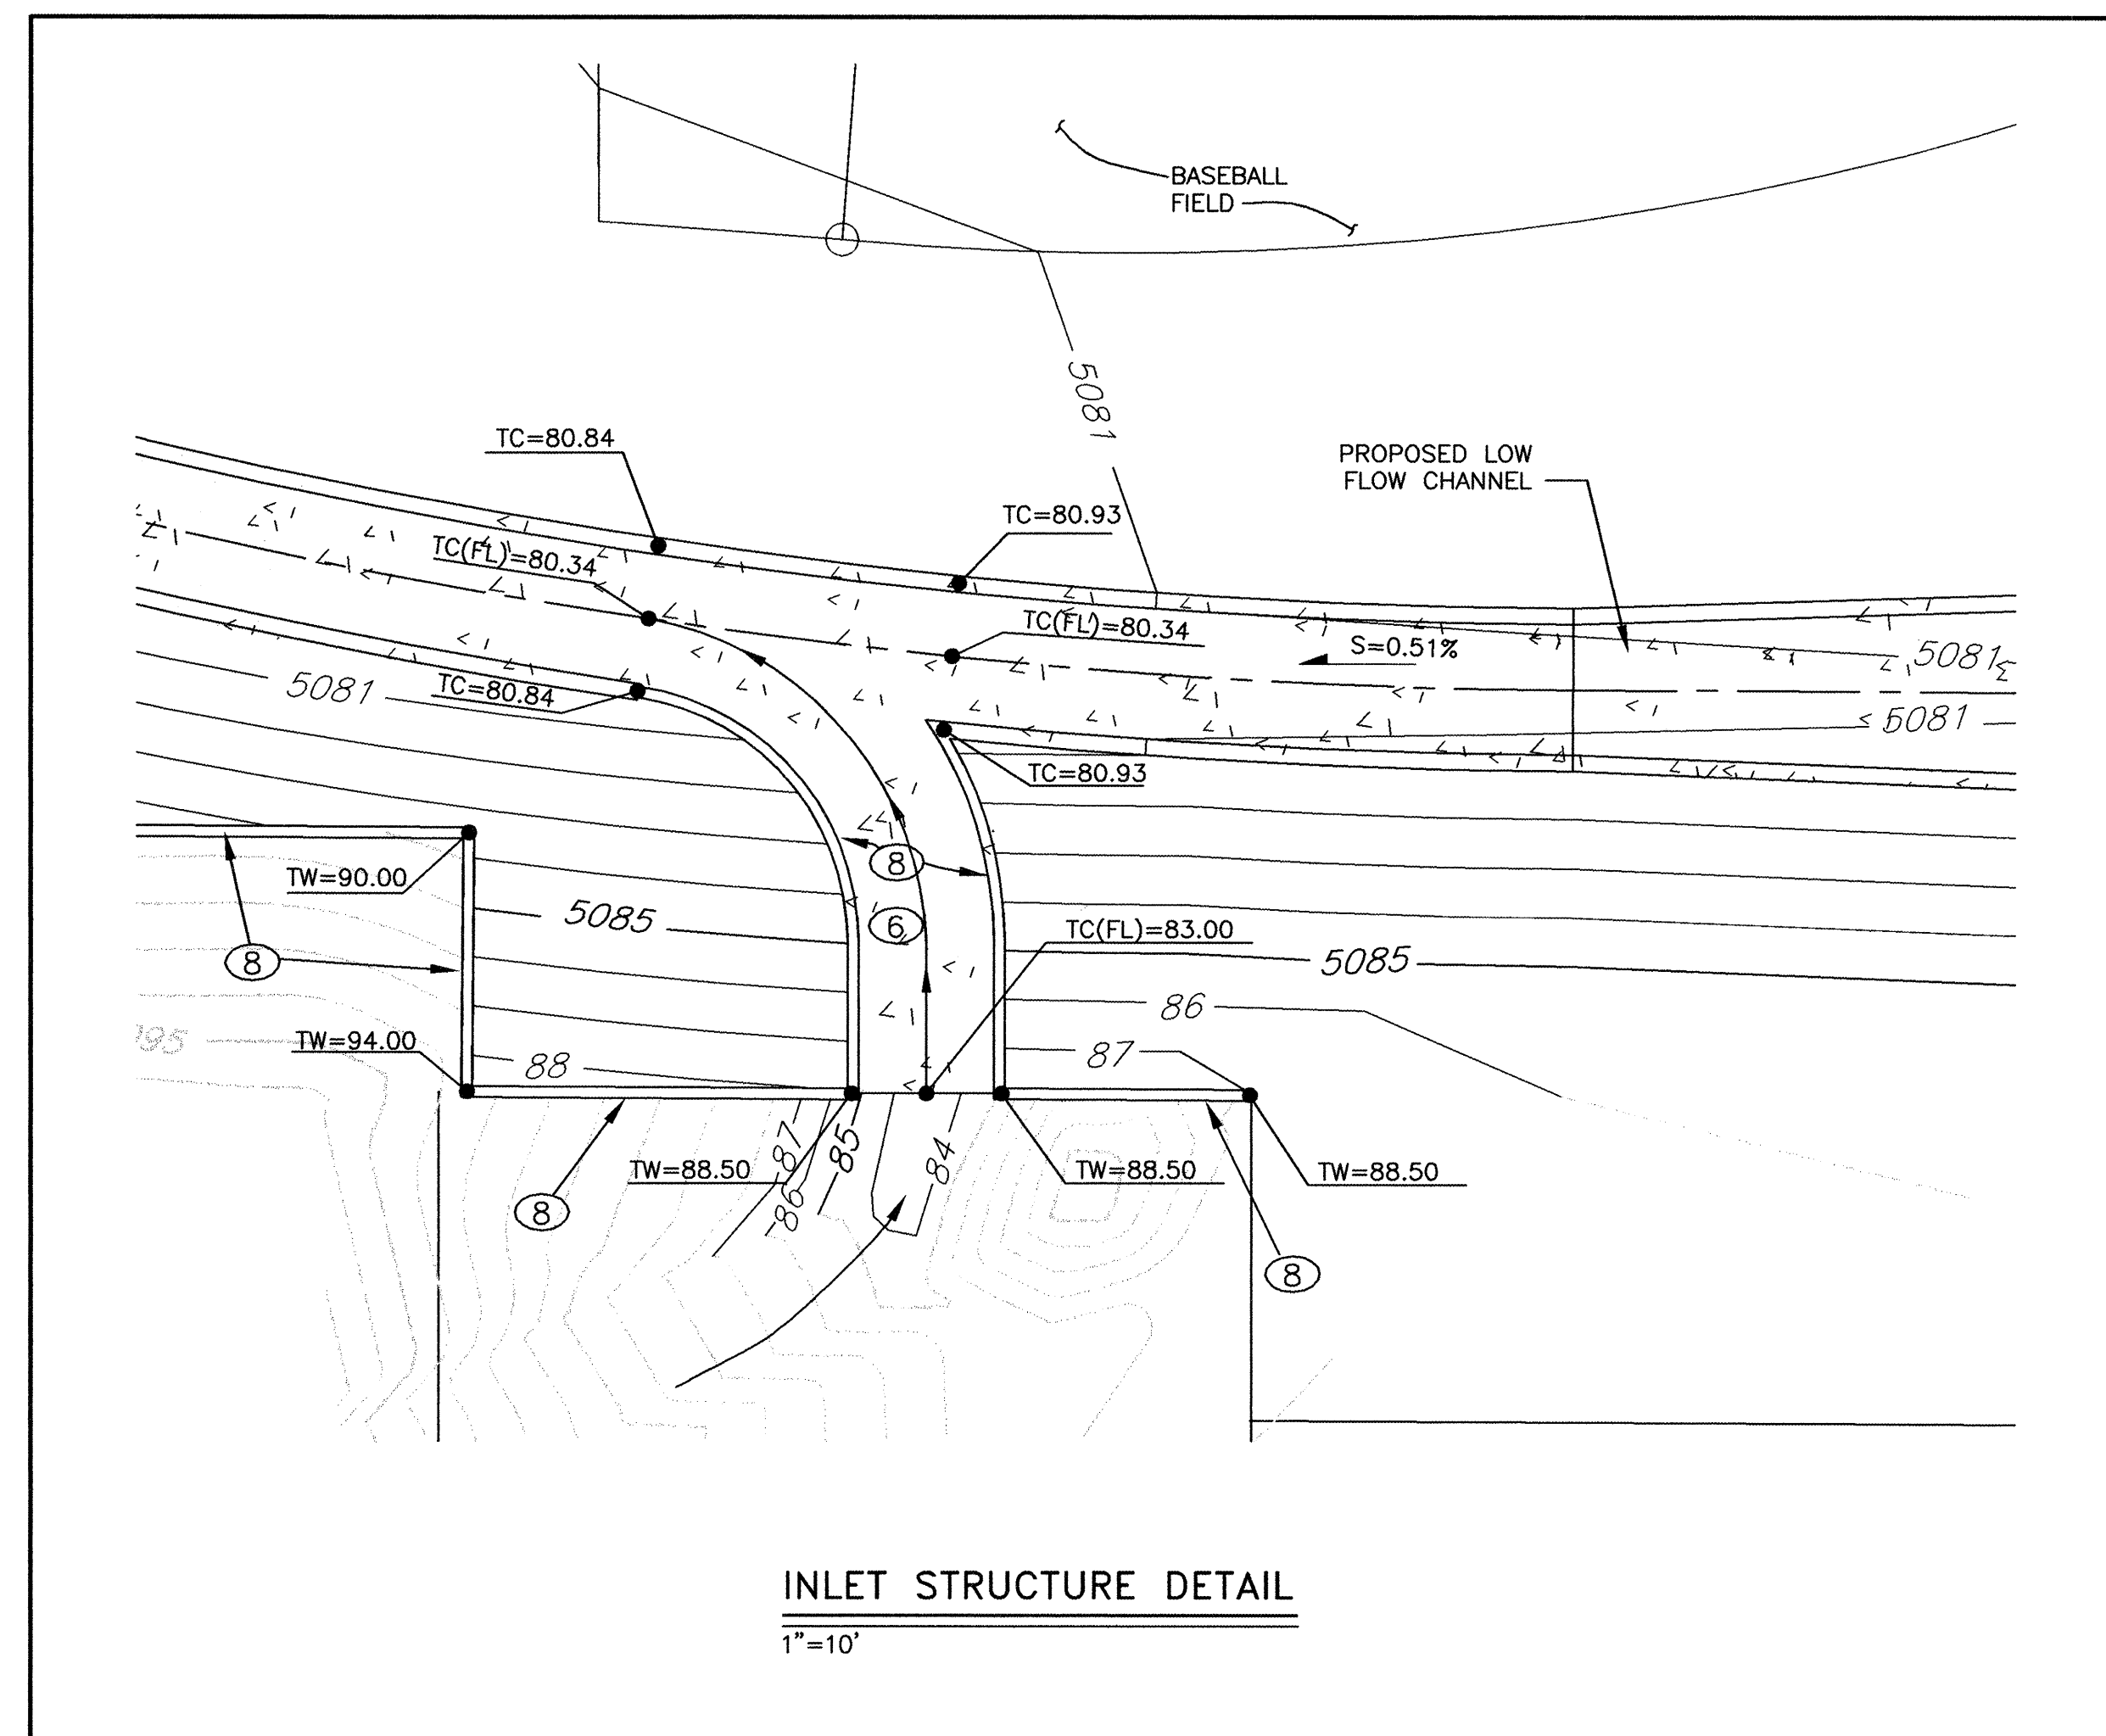 BASEBALL
FIELD
5081
TC=80.84
PROPOSED LOW
FLOW CHANNEL
TC=80.93
TC(FL)=80.34
TC(FL)=80.34
S=0.51%
5081
5081
TC=80.84
5081
TC=80.93
TW=90.00
8
5085
6
TC(FL)=83.00
8
5085
86
TW=94.00
87
88
87
86
85
84
TW=88.50
TW=88.50
TW=88.50
8
8
INLET STRUCTURE DETAIL
1"=10'